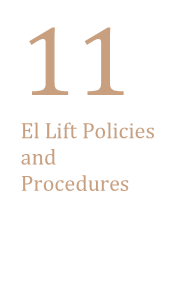 11
El Lift Policies
and
Procedures